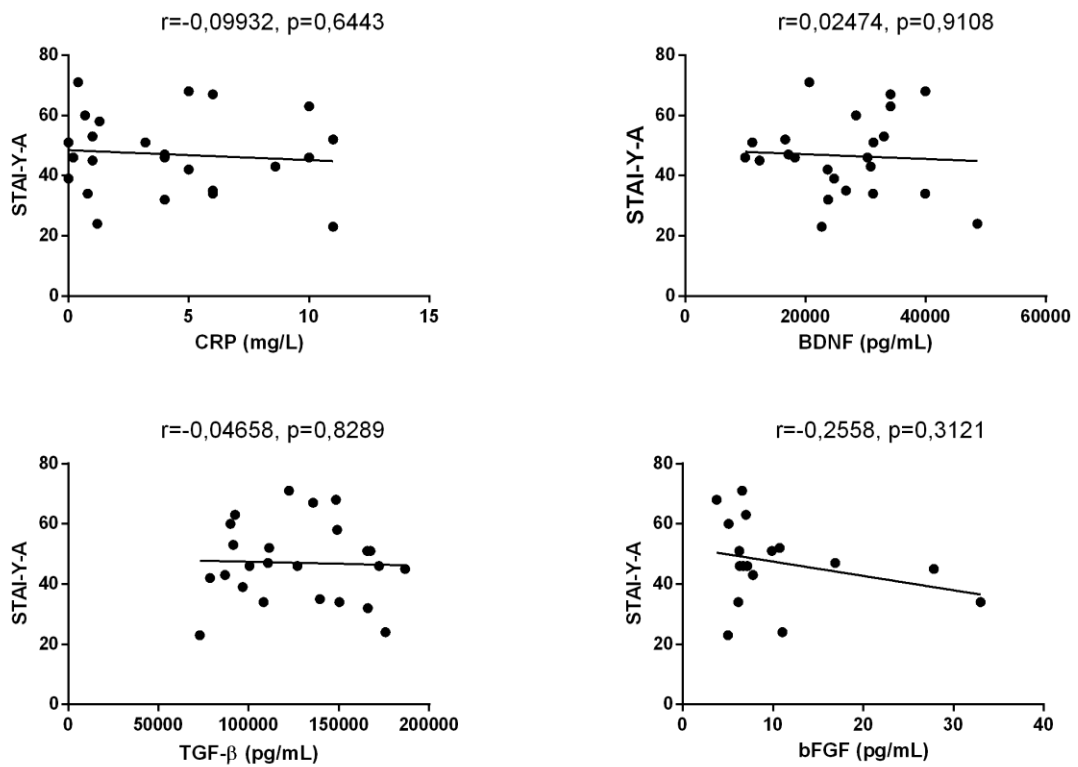 r=-0,09932, p=0,6443
80
60
40
20
0
STAI-Y-A
0 5 10 15
CRP (mg/L)
r=0,02474, p=0,9108
80
60
40
20
0
STAI-Y-A
0 20000 40000 60000
BDNF (pg/mL)
r=-0,04658, p=0,8289
80
60
40
20
0
STAI-Y-A
0 50000 100000 150000 200000
TGF-β (pg/mL)
r=-0,2558, p=0,3121
80
60
40
20
0
STAI-Y-A
0 10 20 30 40
bFGF (pg/mL)